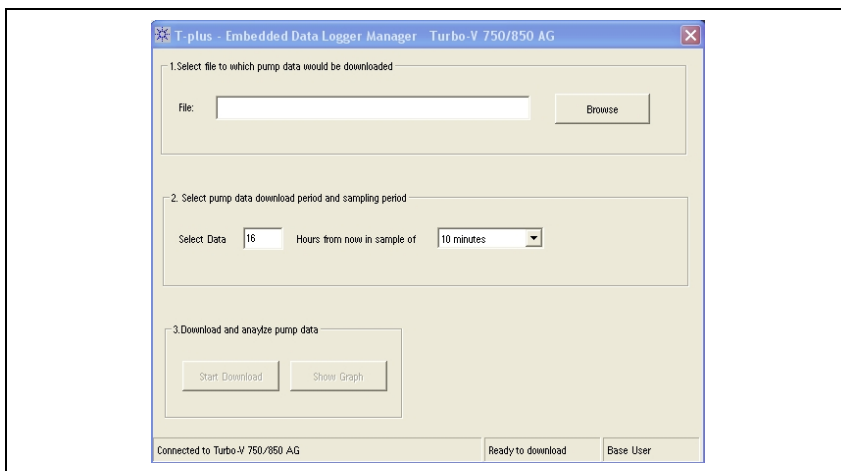 T-plus - Embedded Data Logger Manager Turbo-V 750/850 AG
1.Select file to which pump data would be downloaded
File:
Browse
2. Select pump data download period and sampling period
Select Data 16 Hours from now in sample of 10 minutes
3.Download and anaylze pump data
Start Download Show Graph
Connected to Turbo-V 750/850 AG Ready to download Base User